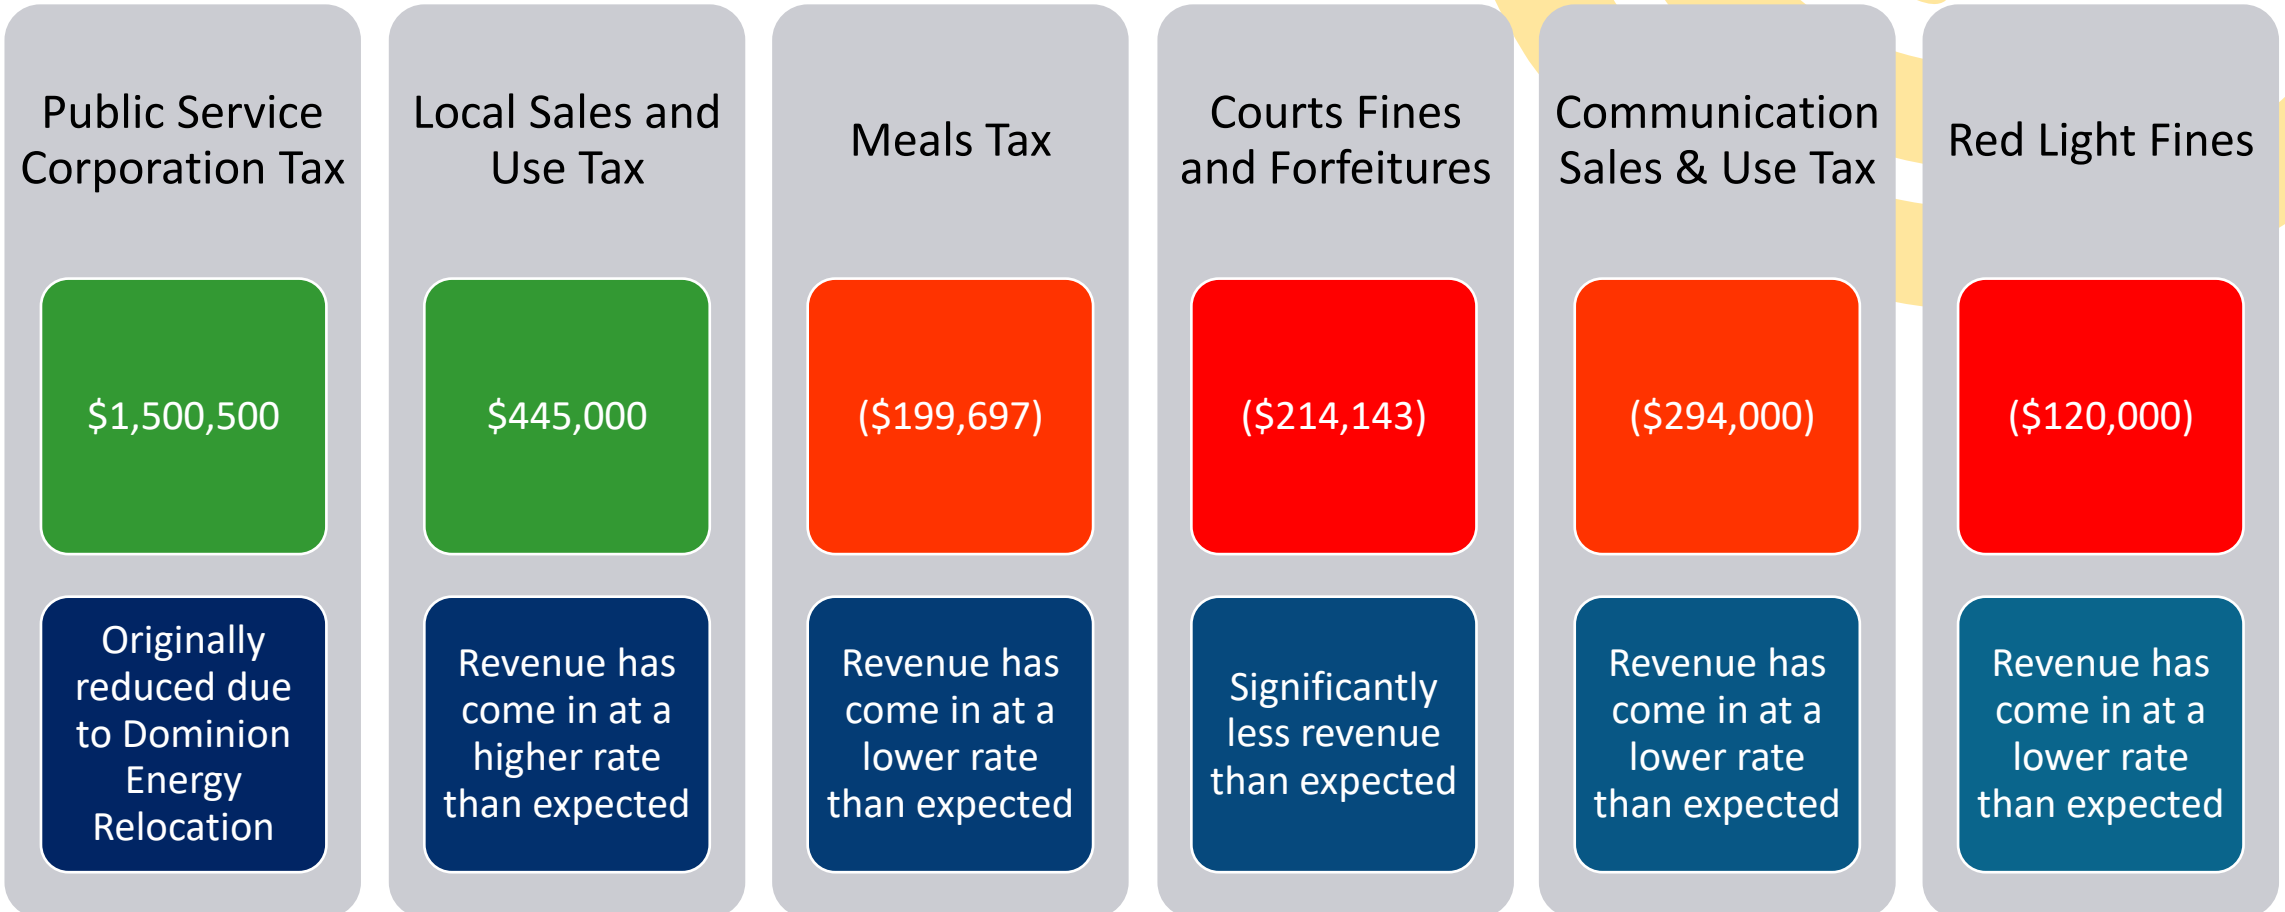 Public Service
Corporation Tax
$1,500,500
Originally
reduced due
to Dominion
Energy
Relocation
Local Sales and
Use Tax
$445,000
Revenue has
come in at a
higher rate
than expected
Meals Tax
($199,697)
Revenue has
come in at a
lower rate
than expected
Courts Fines
and Forfeitures
($214,143)
Significantly
less revenue
than expected
Communication
Sales & Use Tax
($294,000)
Revenue has
come in at a
lower rate
than expected
Red Light Fines
($120,000)
Revenue has
come in at a
lower rate
than expected